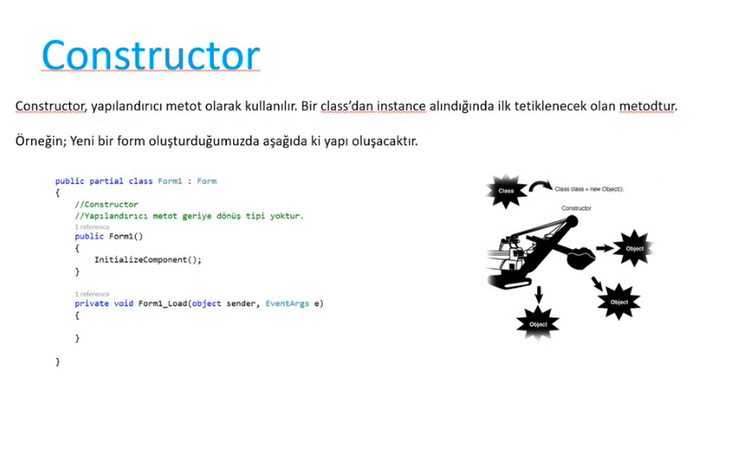 Constructor
Constructor, yapılandırıcı metot olarak kullanılır. Bir class’dan instance alındığında ilk tetiklenecek olan metodtur.
Örneğin; Yeni bir form oluşturduğumuzda aşağıda ki yapı oluşacaktır.
public partial class Form1 : Form
{
//Constructor
//Yapılandırıcı metot geriye dönüş tipi yoktur.
1 reference
public Form1()
{
InitializeComponent();
}
1 reference
private void Form1_Load(object sender, EventArgs e)
{
}
}
Class
Class class = new Object();
Constructor
Object
Object
Object